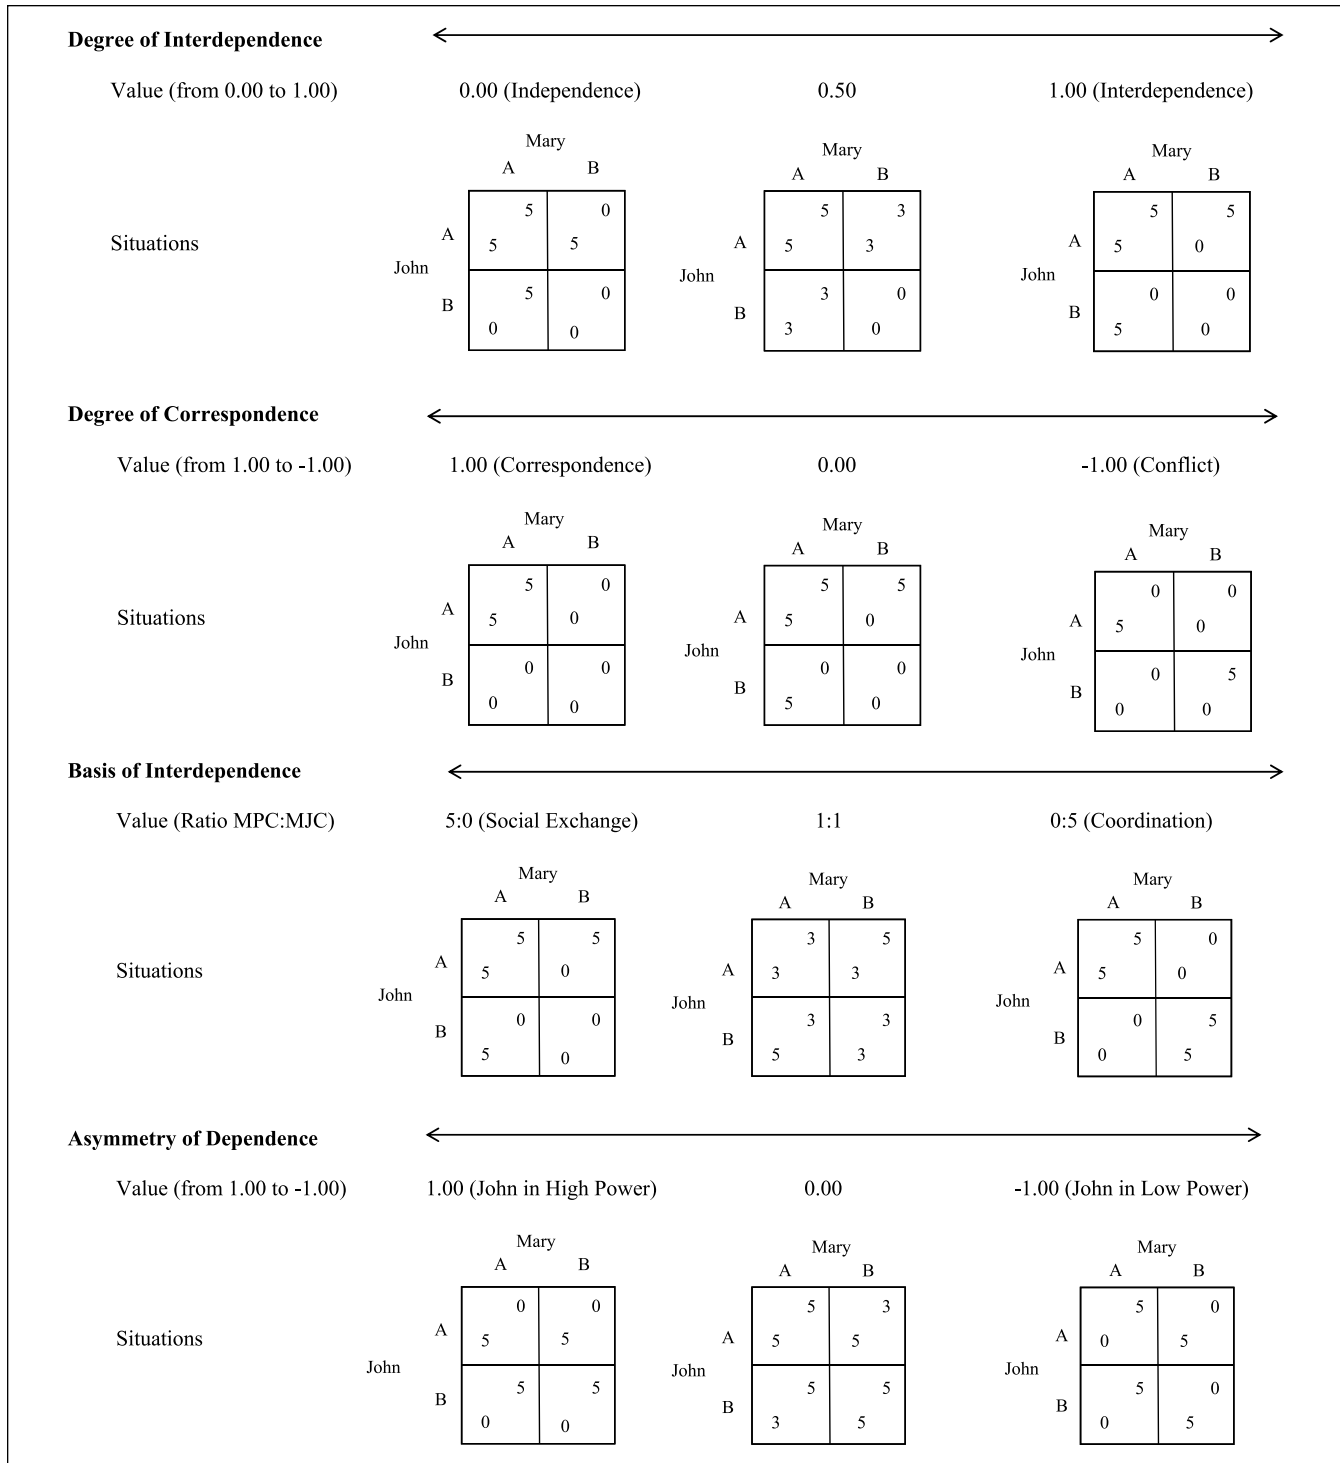 Degree of Interdependence
Value (from 0.00 to 1.00) 0.00 (Independence) 0.50 1.00 (Interdependence)
Mary Mary Mary
A B A B A B
5 0 5 3 5 5
Situations A 5 5 A 5 3 A 5 0
John John John
5 0 3 0 0 0
B 0 0 B 3 0 B 5 0
Degree of Correspondence
Value (from 1.00 to -1.00) 1.00 (Correspondence) 0.00 -1.00 (Conflict)
Mary Mary Mary
A B A B A B
5 0 5 5 0 0
Situations A 5 0 A 5 0 A 5 0
John John John
0 0 0 0 0 5
B 0 0 B 5 0 B 0 0
Basis of Interdependence
Value (Ratio MPC:MJC) 5:0 (Social Exchange) 1:1 0:5 (Coordination)
Mary Mary Mary
A B A B A B
5 5 3 5 5 0
Situations A 5 0 A 3 3 A 5 0
John John John
0 0 3 3 0 5
B 5 0 B 5 3 B 0 5
Asymmetry of Dependence
Value (from 1.00 to -1.00) 1.00 (John in High Power) 0.00 -1.00 (John in Low Power)
Mary Mary Mary
A B A B A B
0 0 5 3 5 0
Situations A 5 5 A 5 5 A 0 5
John John John
5 5 5 5 5 0
B 0 0 B 3 5 B 0 5